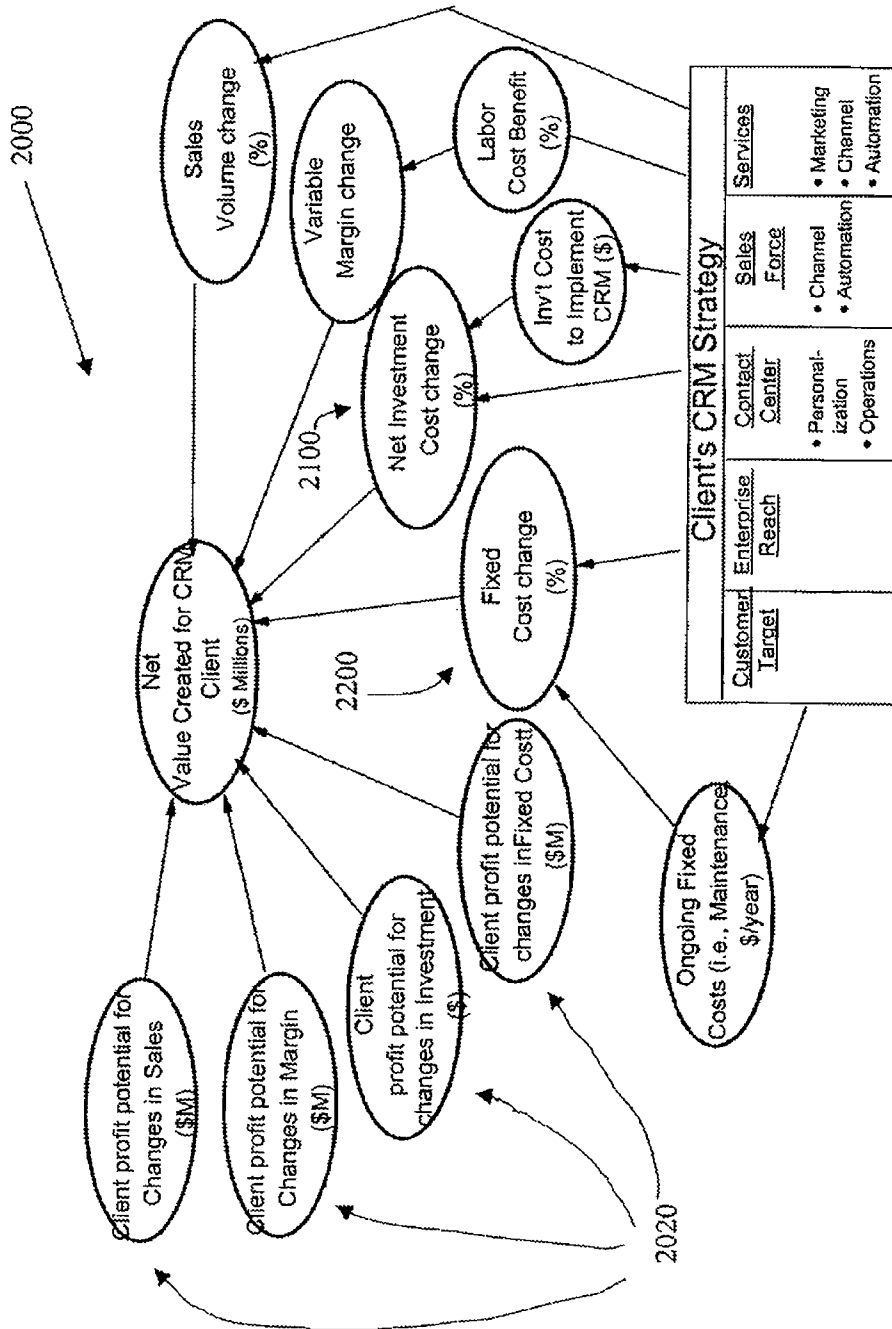 2000
Client profit potential for
Changes in Sales
($M)
Client profit potential for
Changes in Margin
($M)
Client
profit potential for
changes in Investment
($)
Client profit potential for
changes inFixed Costt
($M)
2020
Net
Value Created for CRM
Client
($ Millions)
Sales
Volume change
(%)
Variable
Margin change
2100
Net Investment
Cost change
(%)
2200
Fixed
Cost change
(%)
Labor
Cost Benefit
(%)
Inv't Cost
to Implement
CRM ($)
Ongoing Fixed
Costs (i.e., Maintenance
$/year)
Client's CRM Strategy
Customer
Target
Enterprise
Reach
Contact
Center
• Personal-
ization
• Operations
Sales
Force
• Channel
• Automation
Services
• Marketing
• Channel
• Automation